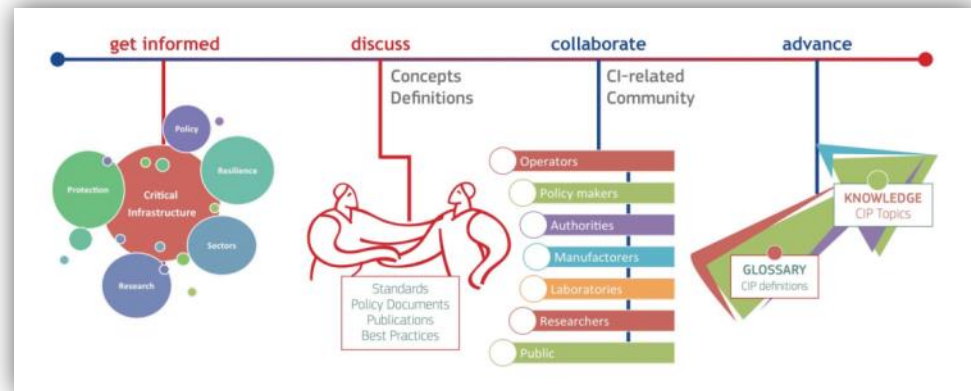 get informed
discuss
collaborate
advance
Concepts
Definitions
CI-related
Community
Policy
Resilience
Protection
Critical
Infrastructure
Sectors
Research
Standards
Policy Documents
Publications
Best Practices
Operators
Policy makers
Authorities
Manufactorers
Laboratories
Researchers
Public
KNOWLEDGE
CIP Topics
GLOSSARY
CIP definitions